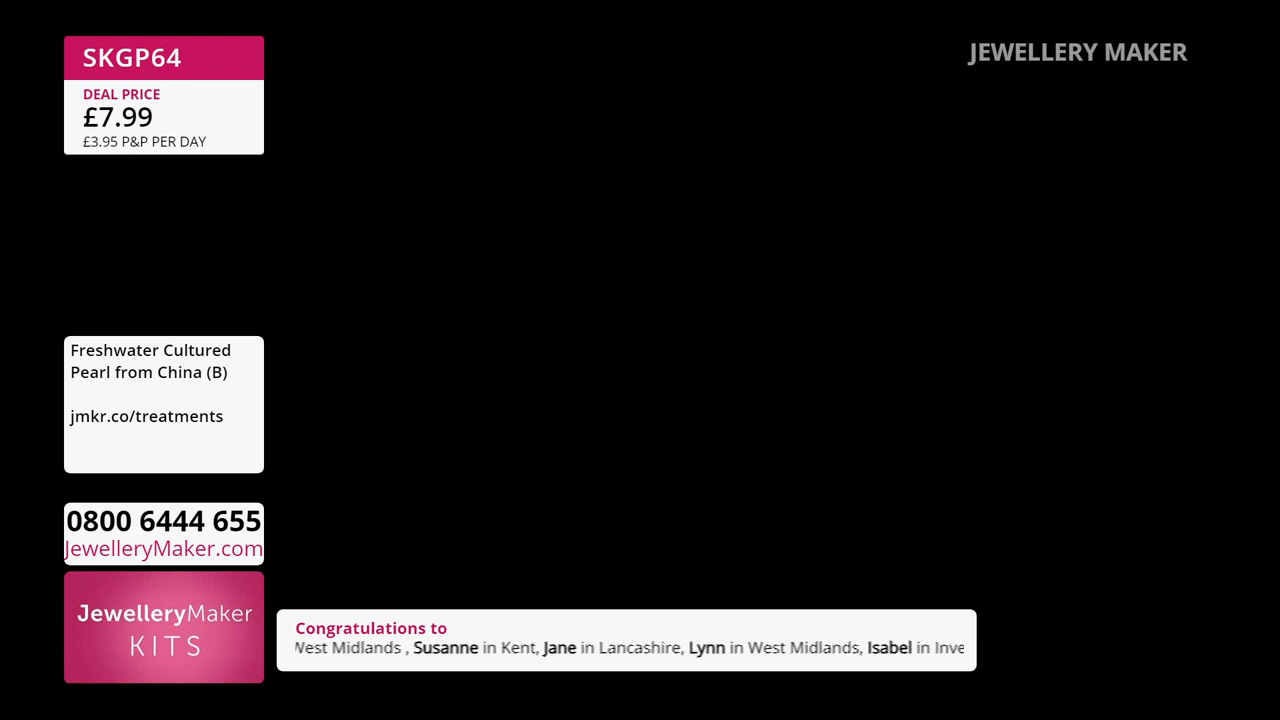 SKGP64
DEAL PRICE
£7.99
£3.95 P&P PER DAY
JEWELLERY MAKER
Freshwater Cultured
Pearl from China (B)
jmkr.co/treatments
0800 6444 655
JewelleryMaker.com
JewelleryMaker
KITS
Congratulations to
West Midlands , Susanne in Kent, Jane in Lancashire, Lynn in West Midlands, Isabel in Inve